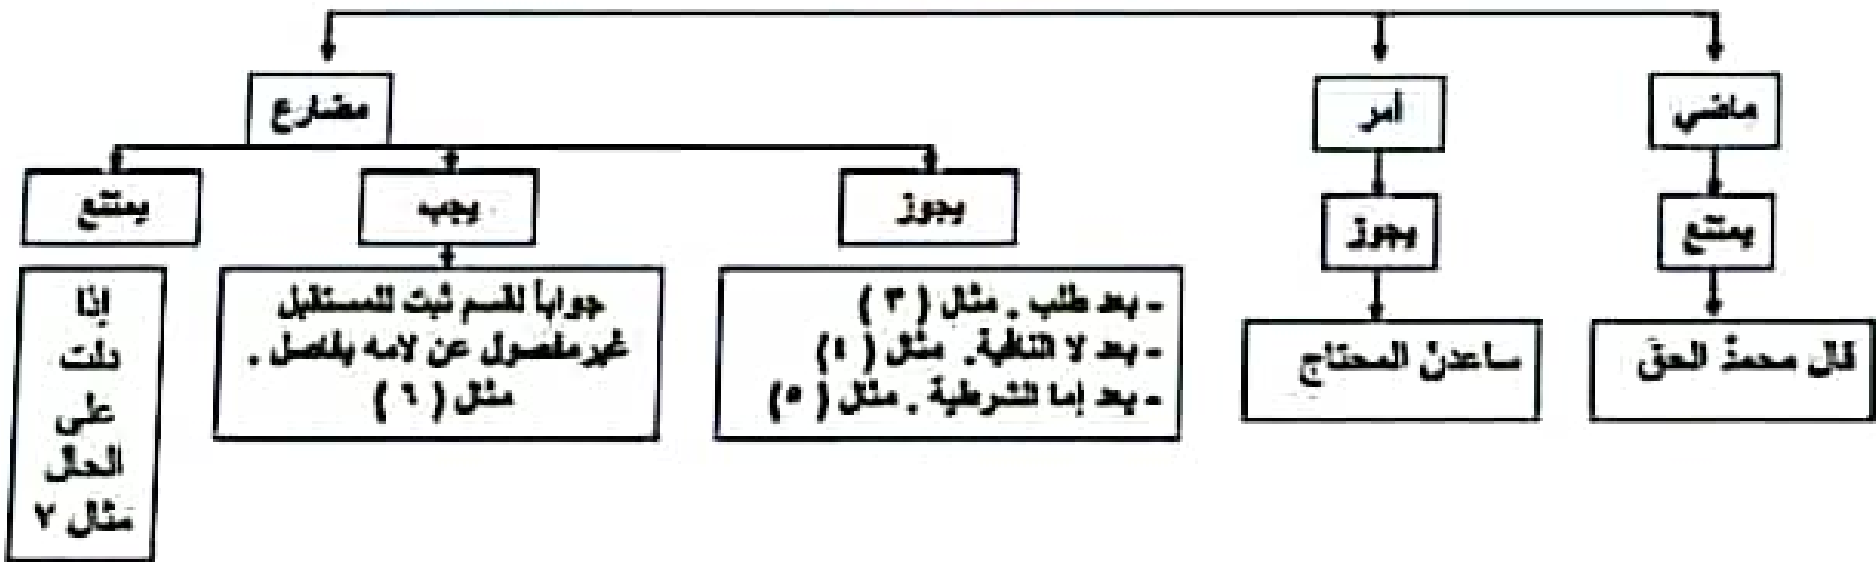 ماضي
أمر
مضارع
يمتنع
يجوز
يجوز
يجب
يمتنع
قال محمدٌ الحق
ساعدنْ المحتاج
- بعد طلب . مثال ( ٣ )
- بعد لا النافية. مثال ( ٤ )
- بعد إما الشرطية . مثال ( ٥ )
جواباً لقسم ثبت للمستقبل
غير مفصول عن لامه بفاصل .
مثال ( ٦ )
إذا
دلت
على
الحال
مثال ٧